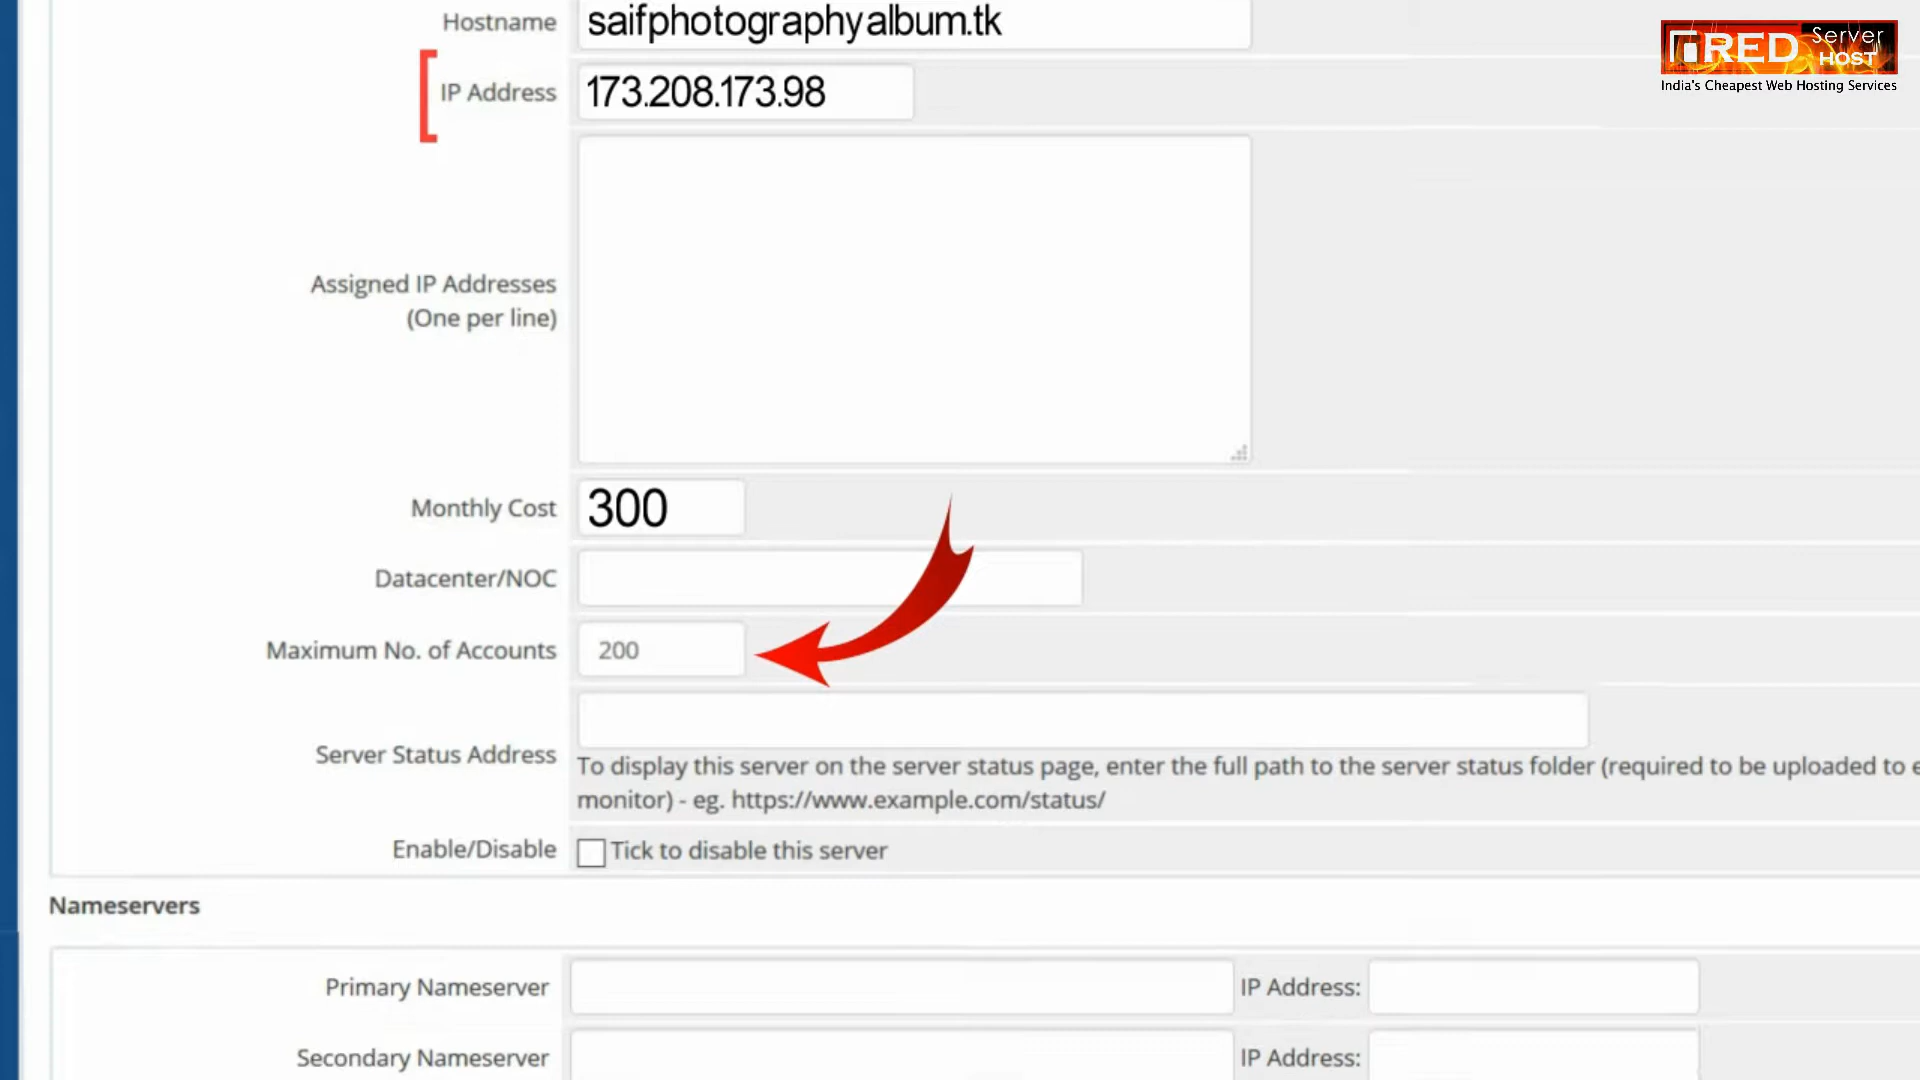 Hostname saifphotographyalbum.tk
RED Server HOST
India's Cheapest Web Hosting Services
IP Address 173.208.173.98
Assigned IP Addresses
(One per line)
Monthly Cost 300
Datacenter/NOC
Maximum No. of Accounts 200
Server Status Address
To display this server on the server status page, enter the full path to the server status folder (required to be uploaded to
monitor) - eg. https://www.example.com/status/
Enable/Disable Tick to disable this server
Nameservers
Primary Nameserver IP Address:
Secondary Nameserver IP Address: